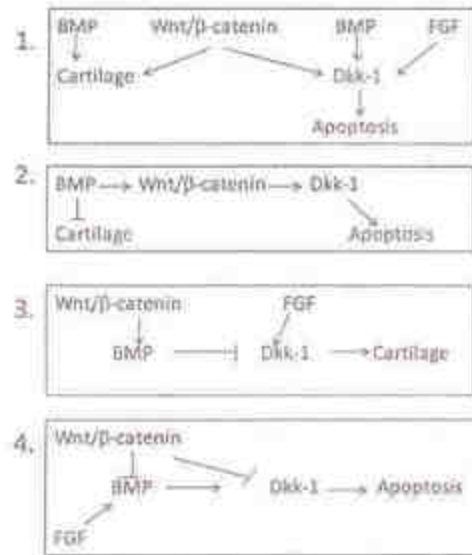 1.
BMP Wnt/β-catenin BMP FGF
Cartilage Dkk-1
Apoptosis
2.
BMP Wnt/β-catenin Dkk-1
Cartilage Apoptosis
3.
Wnt/β-catenin FGF
BMP Dkk-1 Cartilage
4.
Wnt/β-catenin
BMP Dkk-1 Apoptosis
FGF